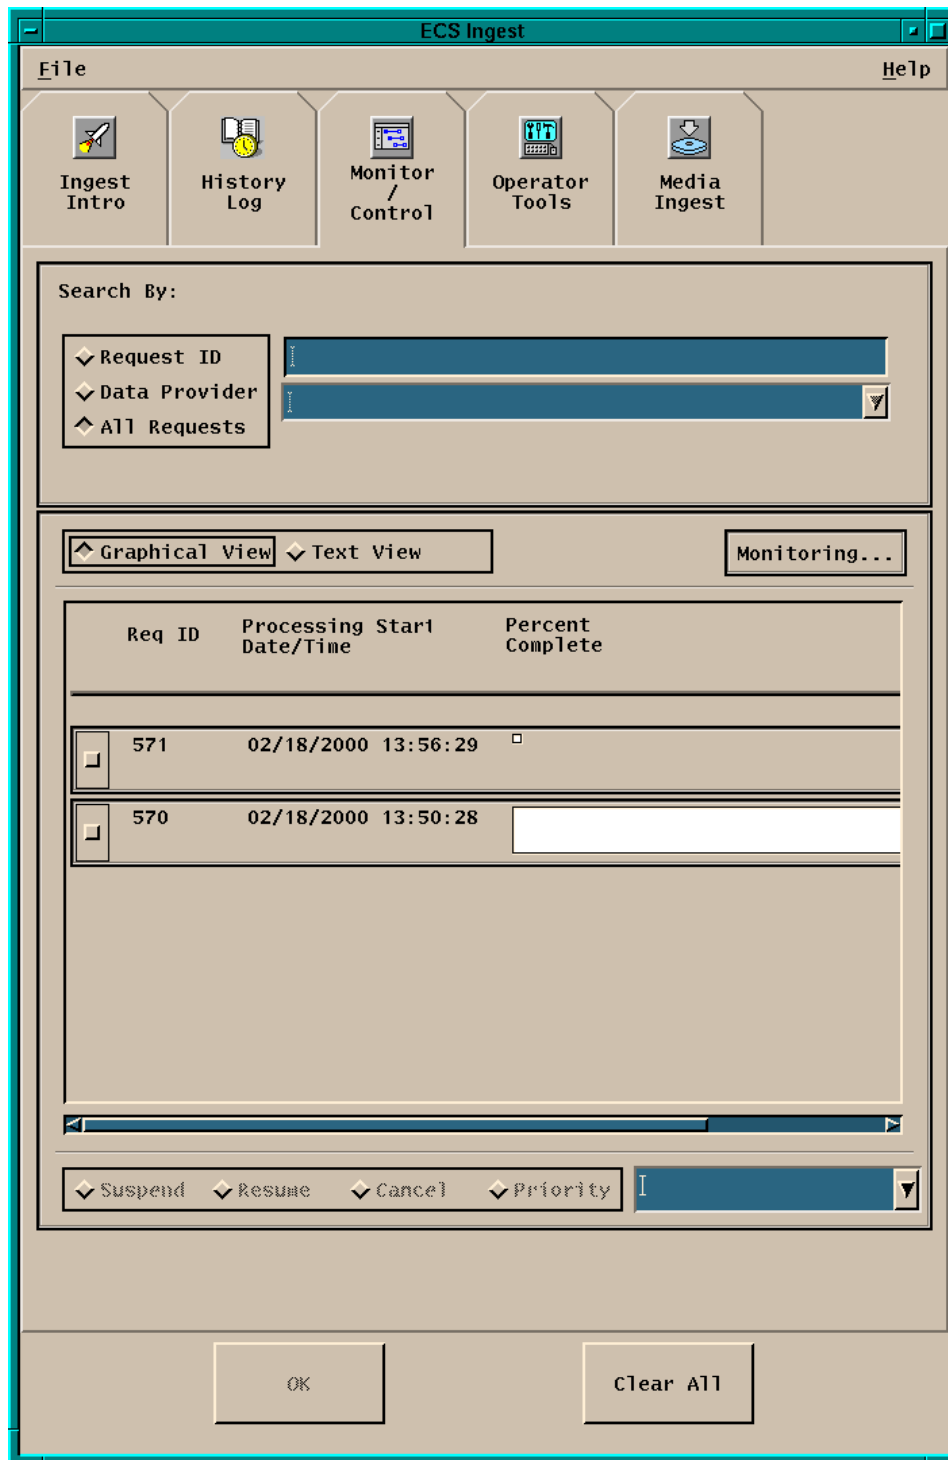 ECS Ingest
File Help
Ingest
Intro
History
Log
Monitor
/
Control
Operator
Tools
Media
Ingest
Search By:
Request ID
Data Provider
All Requests
Graphical View Text View Monitoring...
Req ID Processing Start Percent
Date/Time Complete
571 02/18/2000 13:56:29
570 02/18/2000 13:50:28
Suspend Resume Cancel Priority
OK Clear All